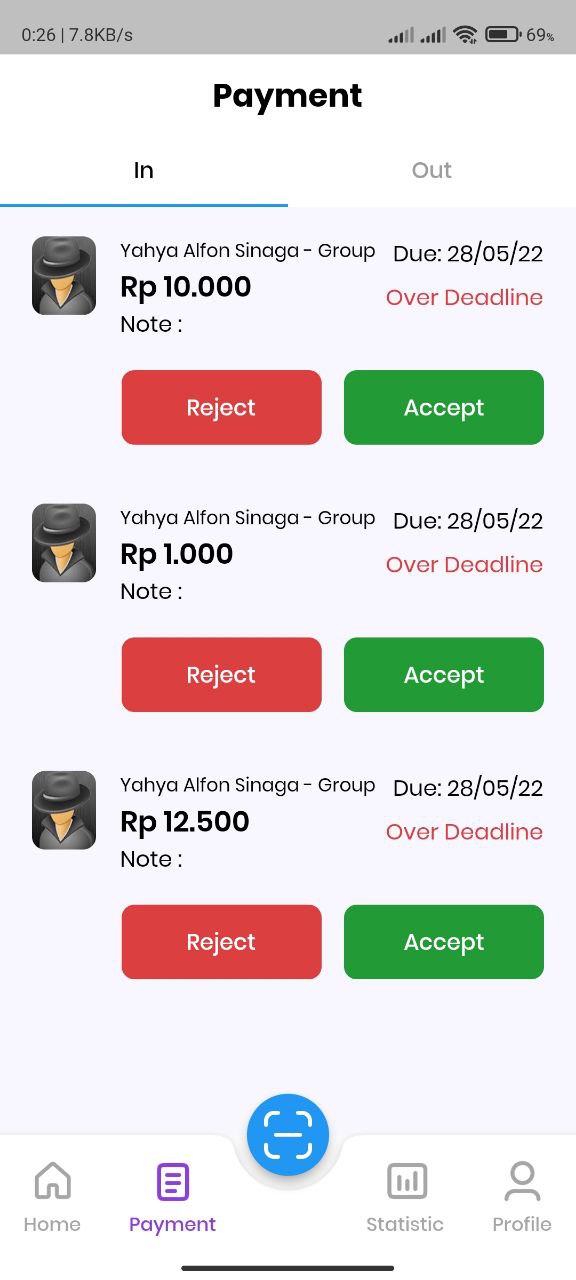 0:26 | 7.8KB/s 69%
Payment
In Out
Yahya Alfon Sinaga - Group Due: 28/05/22
Rp 10.000 Over Deadline
Note :
Reject Accept
Yahya Alfon Sinaga - Group Due: 28/05/22
Rp 1.000 Over Deadline
Note :
Reject Accept
Yahya Alfon Sinaga - Group Due: 28/05/22
Rp 12.500 Over Deadline
Note :
Reject Accept
Home Payment Statistic Profile